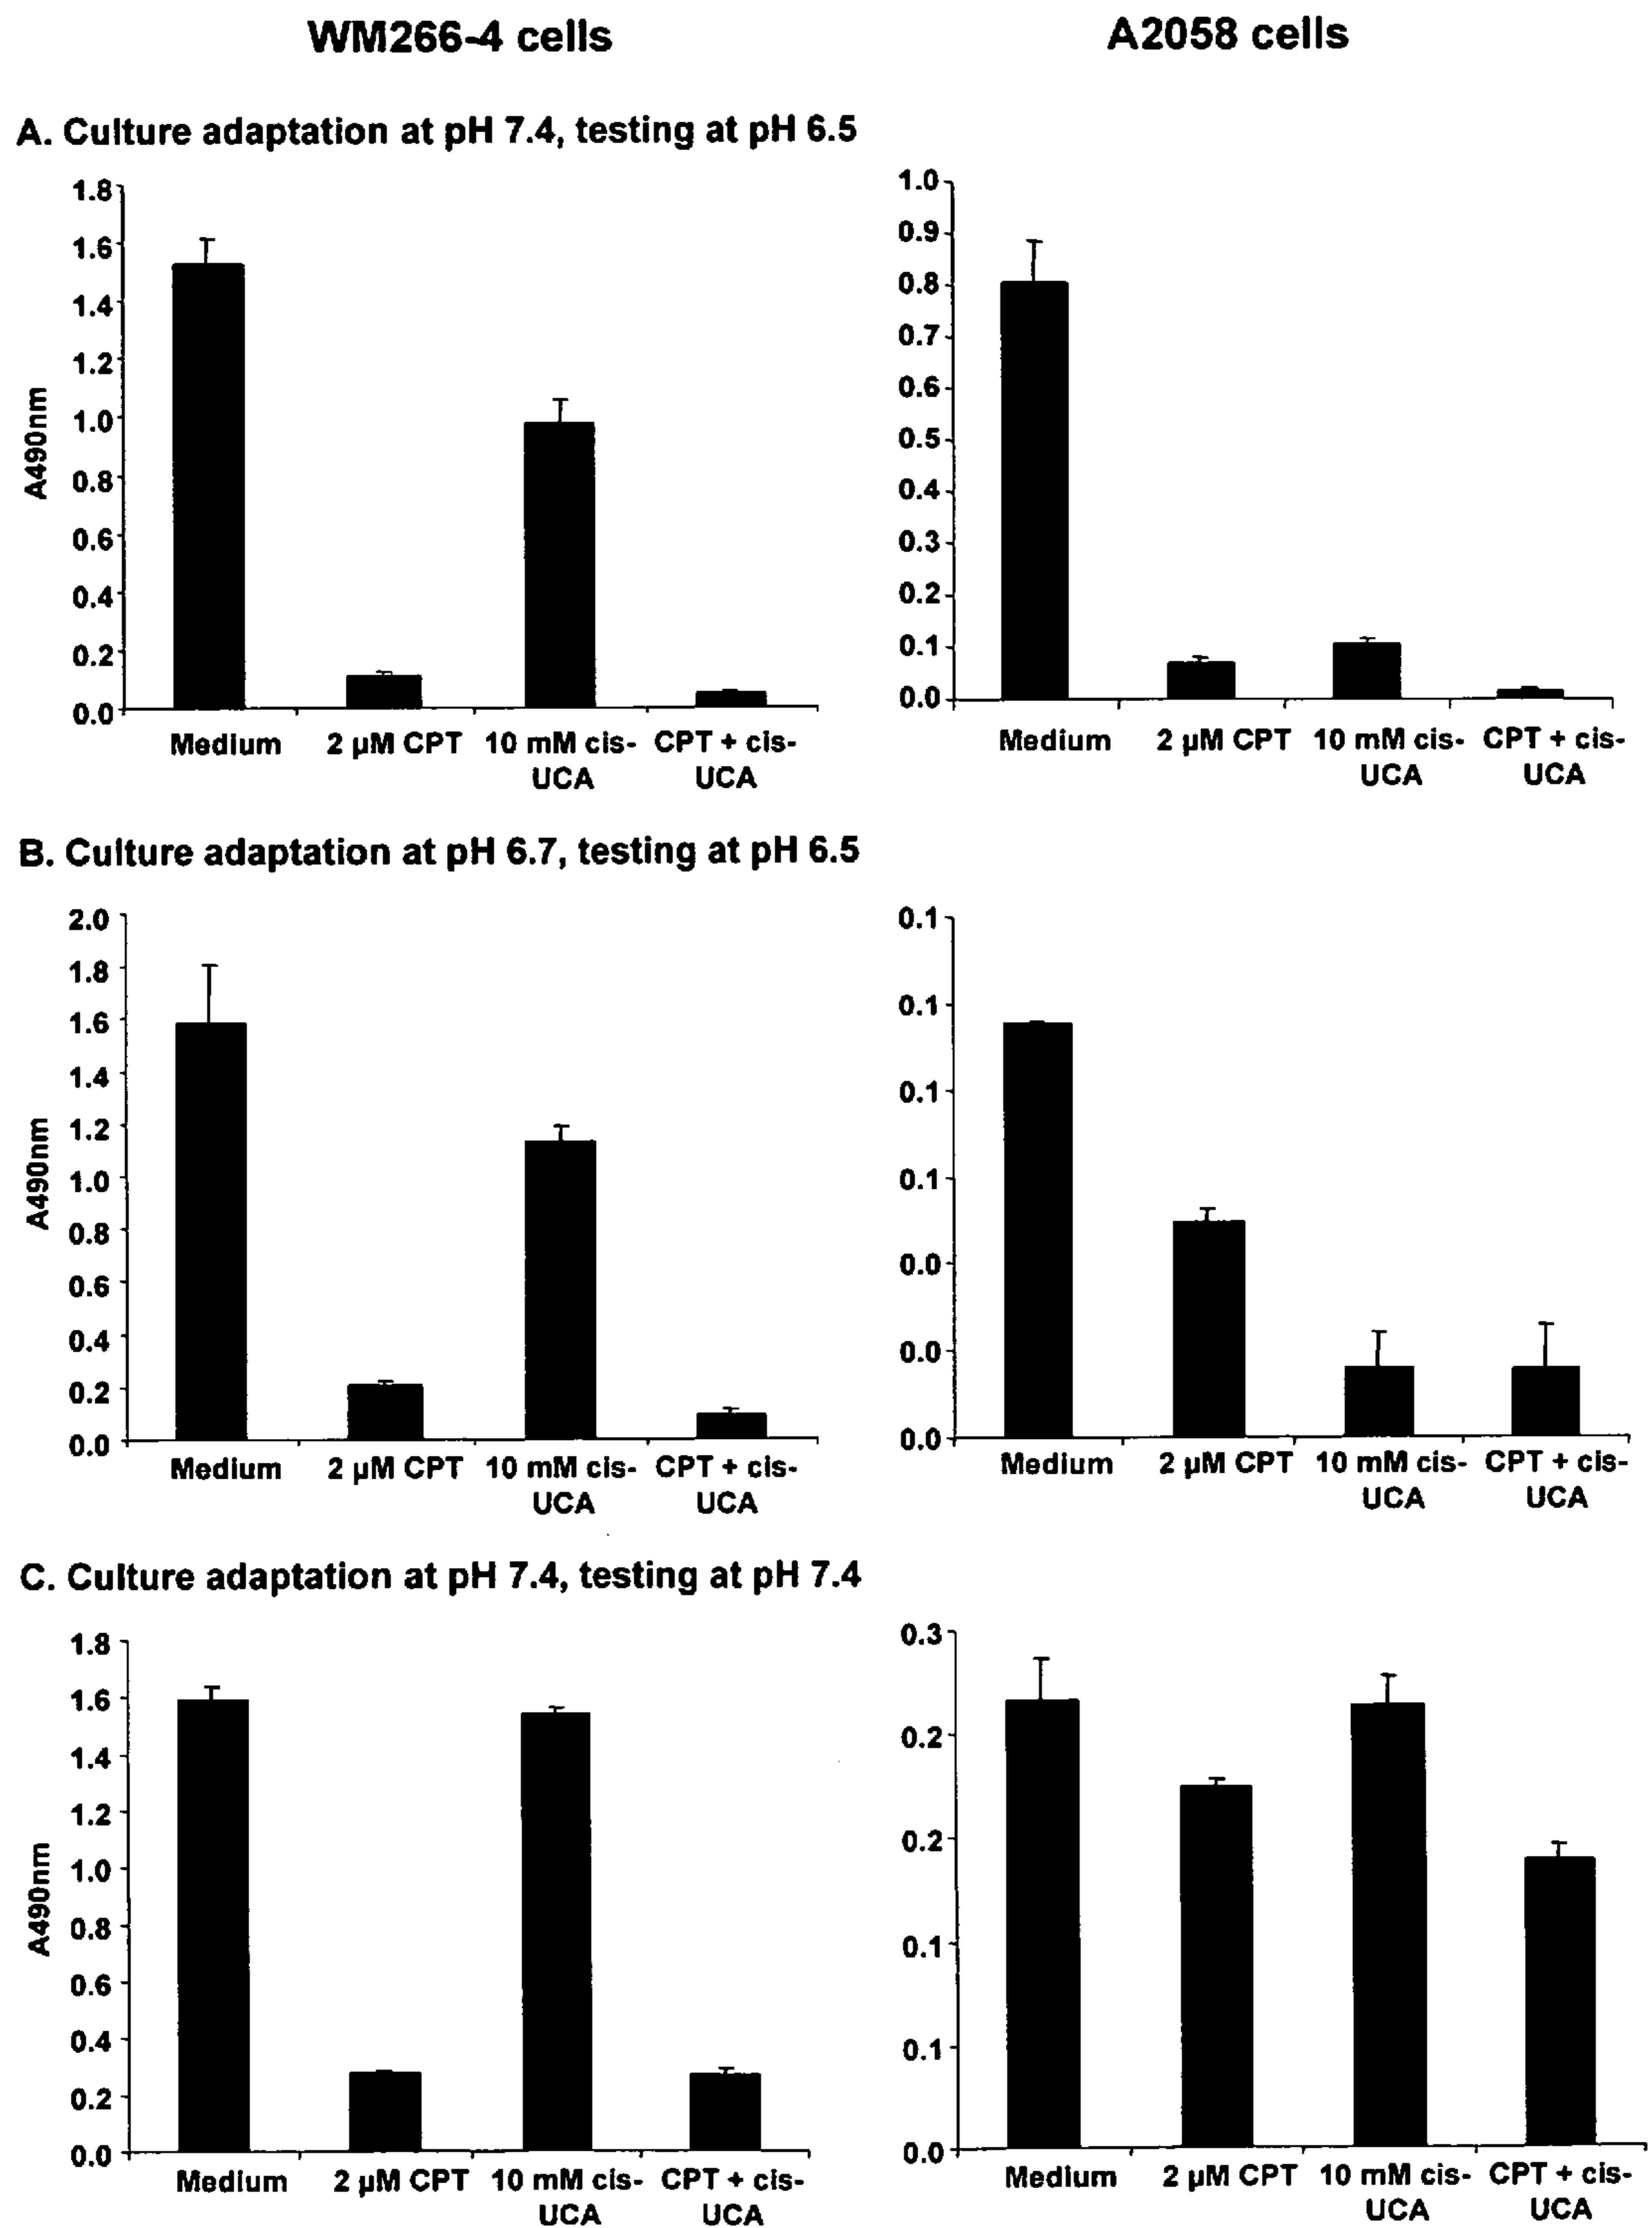 WM266-4 cells
A2058 cells
A. Culture adaptation at pH 7.4, testing at pH 6.5
A490nm
1.8
1.6
1.4
1.2
1.0
0.8
0.6
0.4
0.2
0.0
Medium 2 µM CPT 10 mM cis- CPT + cis-
UCA UCA
1.0
0.9
0.8
0.7
0.6
0.5
0.4
0.3
0.2
0.1
0.0
Medium 2 µM CPT 10 mM cis- CPT + cis-
UCA UCA
B. Culture adaptation at pH 6.7, testing at pH 6.5
A490nm
2.0
1.8
1.6
1.4
1.2
1.0
0.8
0.6
0.4
0.2
0.0
Medium 2 µM CPT 10 mM cis- CPT + cis-
UCA UCA
0.1
0.1
0.1
0.1
0.0
0.0
0.0
Medium 2 µM CPT 10 mM cis- CPT + cis-
UCA UCA
C. Culture adaptation at pH 7.4, testing at pH 7.4
A490nm
1.8
1.6
1.4
1.2
1.0
0.8
0.6
0.4
0.2
0.0
Medium 2 µM CPT 10 mM cis- CPT + cis-
UCA UCA
0.3
0.2
0.2
0.1
0.1
0.0
Medium 2 µM CPT 10 mM cis- CPT + cis-
UCA UCA